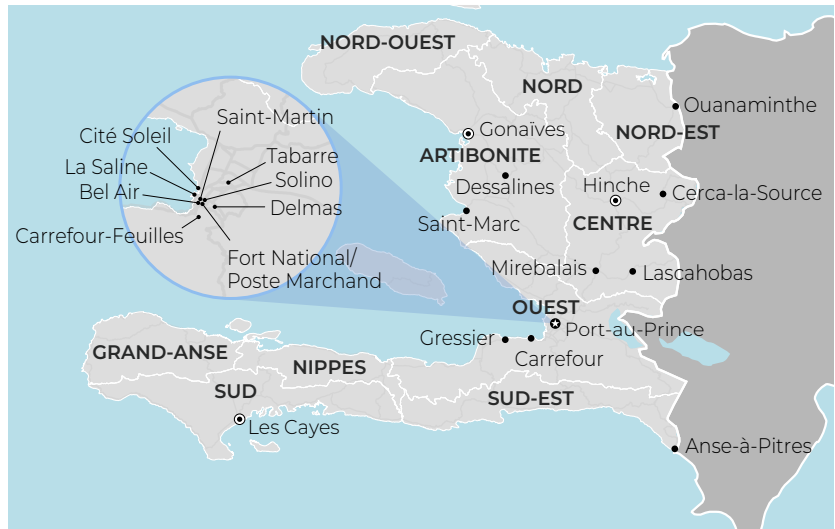 NORD-OUEST
NORD
Ouanaminthe
Saint-Martin
Cité Soleil
Gonaïves
NORD-EST
Tabarre
ARTIBONITE
La Saline
Solino
Dessalines
Hinche
Bel Air
Cerca-la-Source
Delmas
Saint-Marc
CENTRE
Carrefour-Feuilles
Fort National/
Poste Marchand
Mirebalais
Lascahobas
OUEST
Port-au-Prince
Gressier
Carrefour
GRAND-ANSE
NIPPES
SUD
SUD-EST
Les Cayes
Anse-à-Pitres